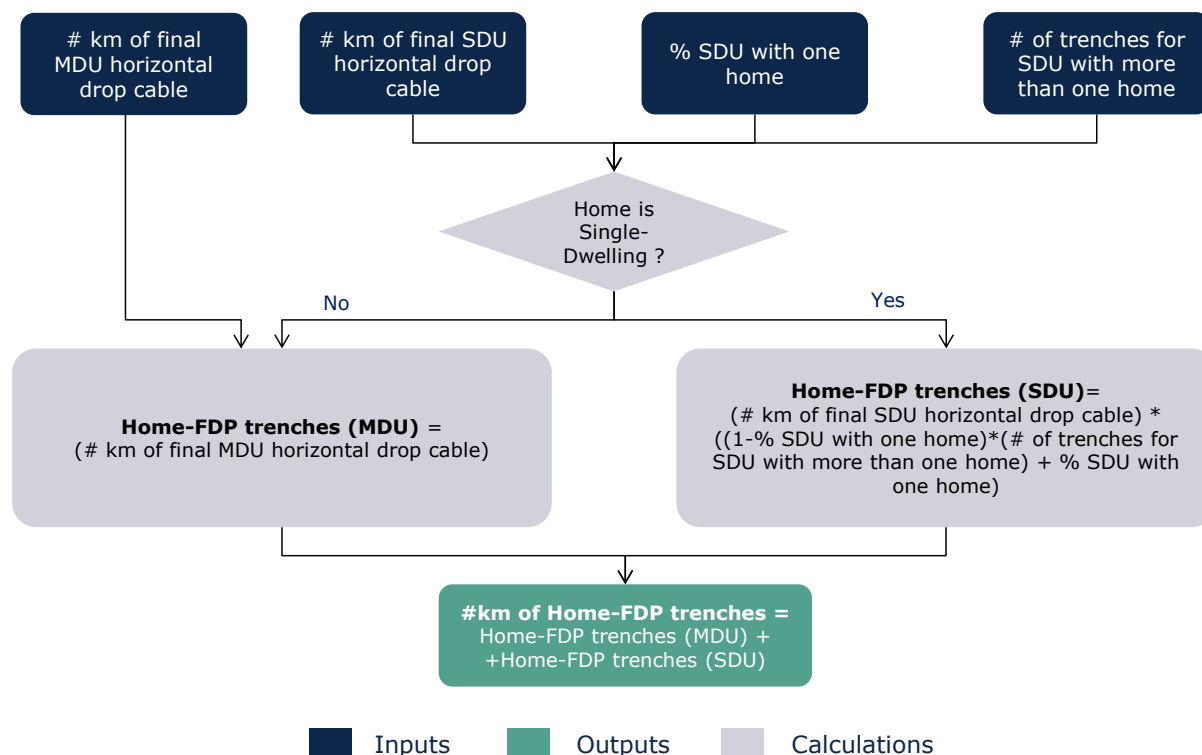 # km of final
MDU horizontal
drop cable
# km of final SDU
horizontal drop
cable
% SDU with one
home
# of trenches for
SDU with more
than one home
Home is
Single-
Dwelling ?
No
Yes
Home-FDP trenches (MDU) =
(# km of final MDU horizontal drop cable)
Home-FDP trenches (SDU)=
(# km of final SDU horizontal drop cable) *
((1-% SDU with one home)*(# of trenches for
SDU with more than one home) + % SDU with
one home)
#km of Home-FDP trenches =
Home-FDP trenches (MDU) +
+Home-FDP trenches (SDU)
Inputs
Outputs
Calculations